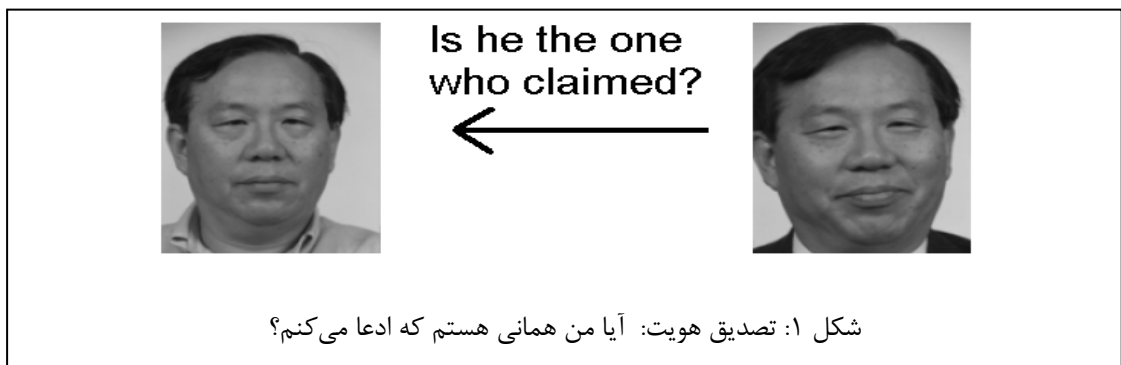 Is he the one
who claimed?
شکل ۱: تصدیق هویت: آیا من همانی هستم که ادعا می‌کنم؟